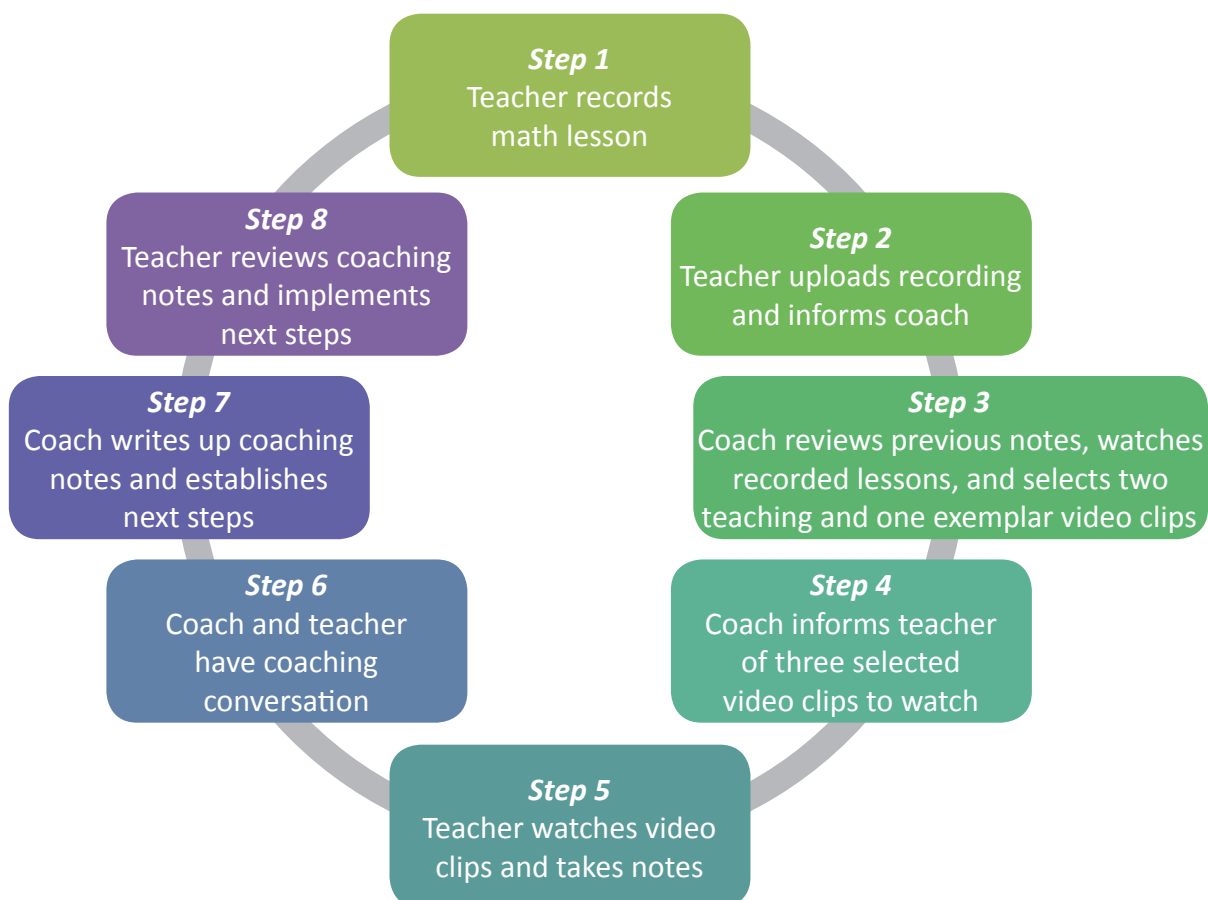 Step 1
Teacher records
math lesson
Step 2
Teacher uploads recording
and informs coach
Step 3
Coach reviews previous notes, watches
recorded lessons, and selects two
teaching and one exemplar video clips
Step 4
Coach informs teacher
of three selected
video clips to watch
Step 5
Teacher watches video
clips and takes notes
Step 6
Coach and teacher
have coaching
conversation
Step 7
Coach writes up coaching
notes and establishes
next steps
Step 8
Teacher reviews coaching
notes and implements
next steps